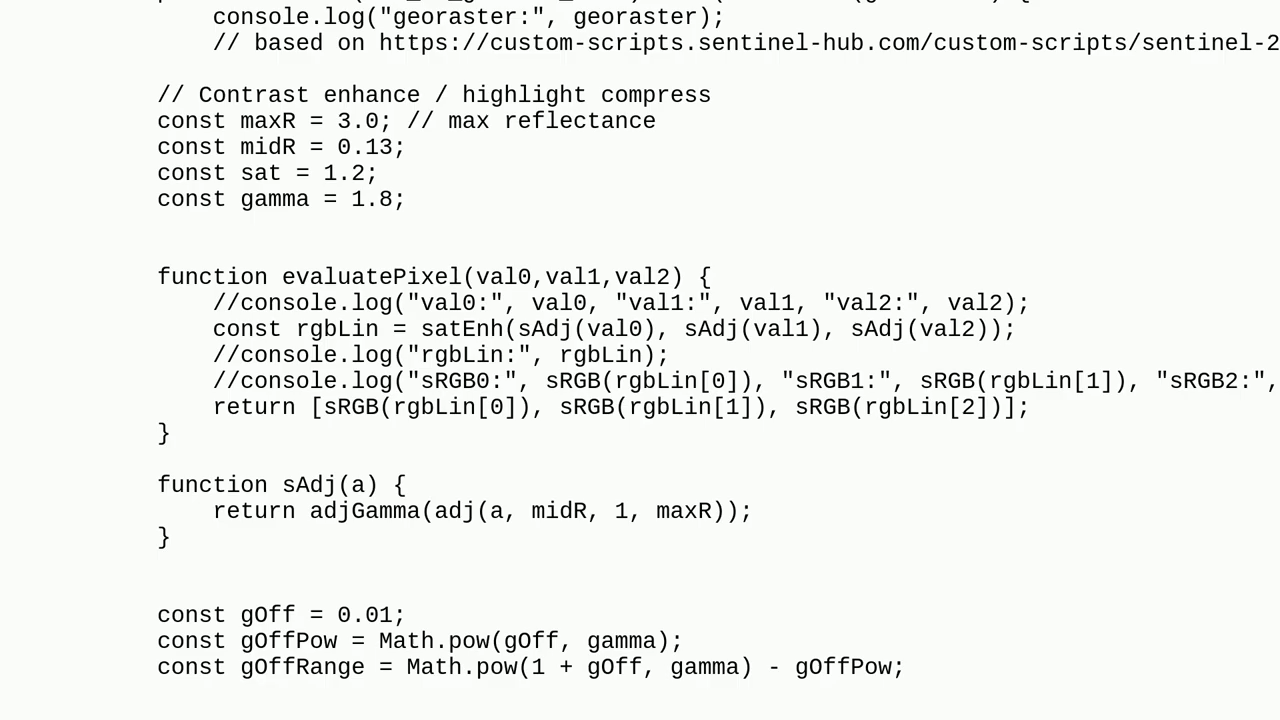 console.log("georaster:", georaster);
// based on https://custom-scripts.sentinel-hub.com/custom-scripts/sentinel-2
// Contrast enhance / highlight compress
const maxR = 3.0; // max reflectance
const midR = 0.13;
const sat = 1.2;
const gamma = 1.8;
function evaluatePixel(val0,val1,val2) {
//console.log("val0:", val0, "val1:", val1, "val2:", val2);
const rgbLin = satEnh(sAdj(val0), sAdj(val1), sAdj(val2));
//console.log("rgbLin:", rgbLin);
//console.log("sRGB0:", sRGB(rgbLin[0]), "sRGB1:", sRGB(rgbLin[1]), "sRGB2:",
return [sRGB(rgbLin[0]), sRGB(rgbLin[1]), sRGB(rgbLin[2])];
}
function sAdj(a) {
return adjGamma(adj(a, midR, 1, maxR));
}
const gOff = 0.01;
const gOffPow = Math.pow(gOff, gamma);
const gOffRange = Math.pow(1 + gOff, gamma) - gOffPow;